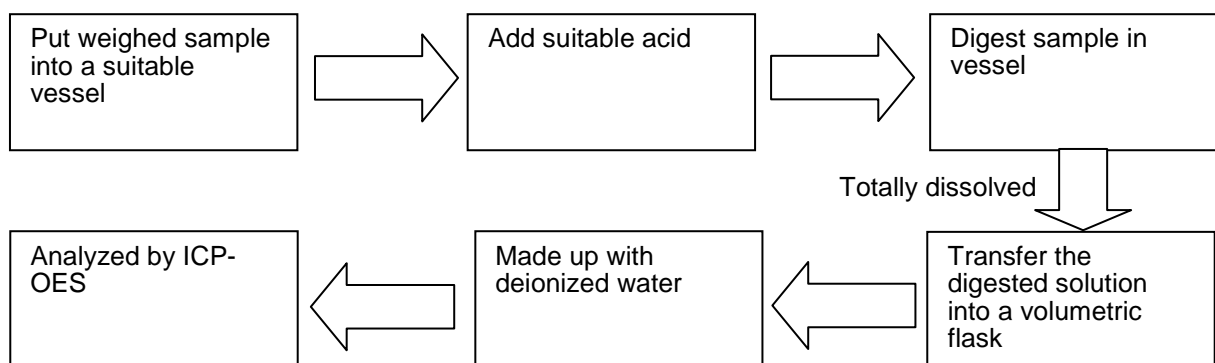 Put weighed sample
into a suitable
vessel
Add suitable acid
Digest sample in
vessel
Totally dissolved
Transfer the
digested solution
into a volumetric
flask
Made up with
deionized water
Analyzed by ICP-
OES